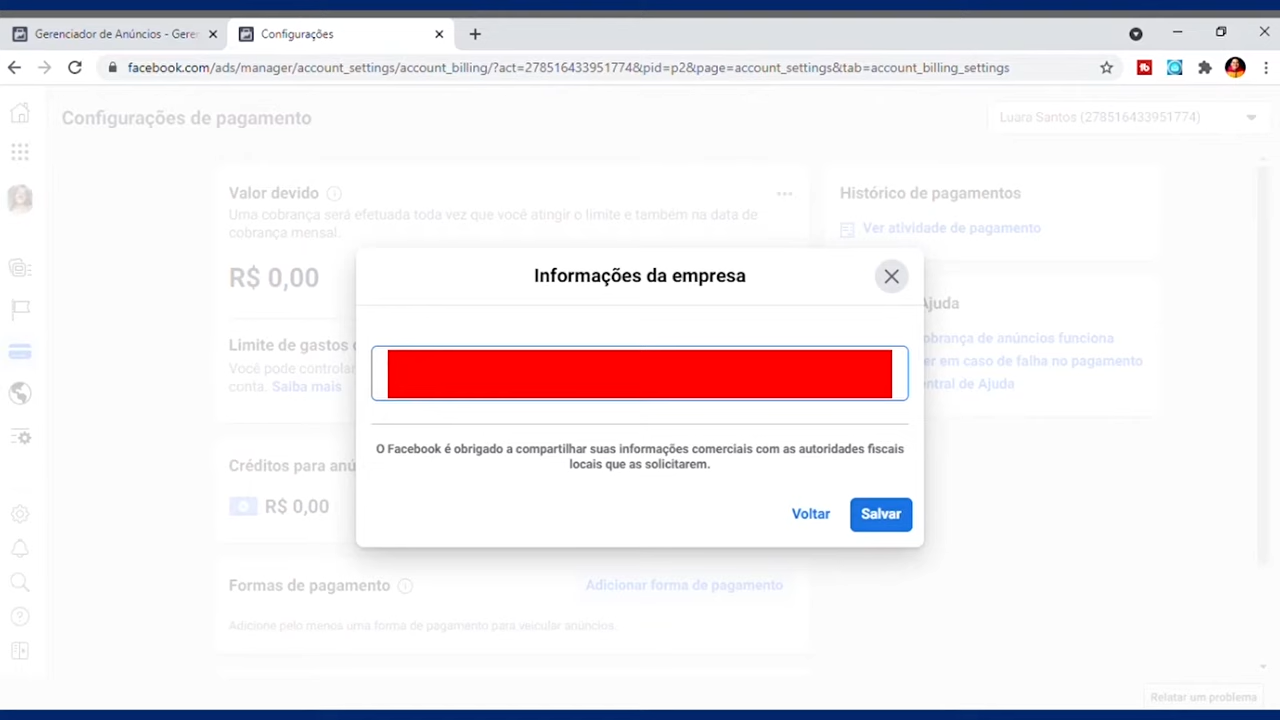 Gerenciador de Anúncios - Gere
Configurações
facebook.com/ads/manager/account_settings/account_billing/?act=278516433951774&pid=p2&page=account_settings&tab=account_billing_settings
Configurações de pagamento
Luara Santos (278516433951774)
Valor devido
Uma cobrança será efetuada toda vez que você atingir o limite e também na data de
cobrança mensal.
R$ 0,00
Histórico de pagamentos
Ver atividade de pagamento
Informações da empresa
Limite de gastos
Você pode controlar
conta. Saiba mais
Ajuda
obrança de anúncios funciona
er em caso de falha no pagamento
entral de Ajuda
O Facebook é obrigado a compartilhar suas informações comerciais com as autoridades fiscais
locais que as solicitarem.
Voltar
Salvar
Créditos para anú
R$ 0,00
Formas de pagamento
Adicionar forma de pagamento
Adicione pelo menos uma forma de pagamento para veicular anúncios.
Relatar um problema